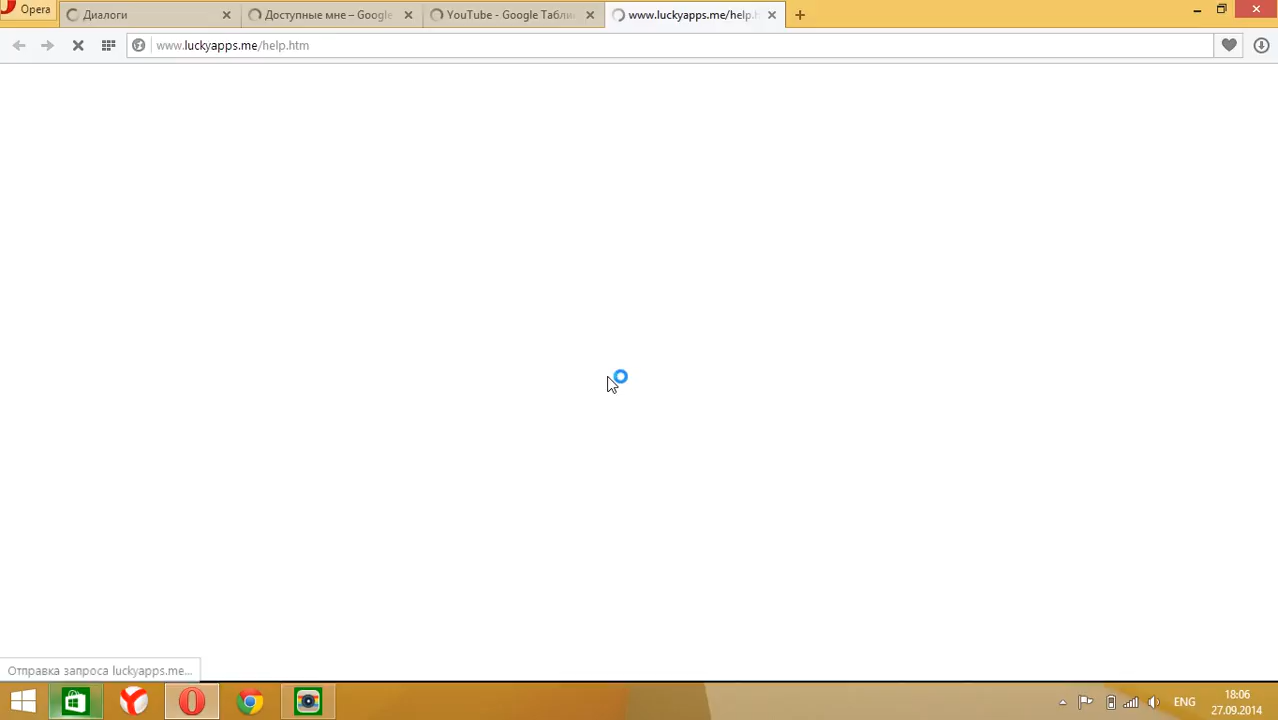 Opera
Диалоги
Доступные мне – Google
YouTube - Google Табли
www.luckyapps.me/help.h
www.luckyapps.me/help.htm
Отправка запроса luckyapps.me...
ENG
18:06
27.09.2014